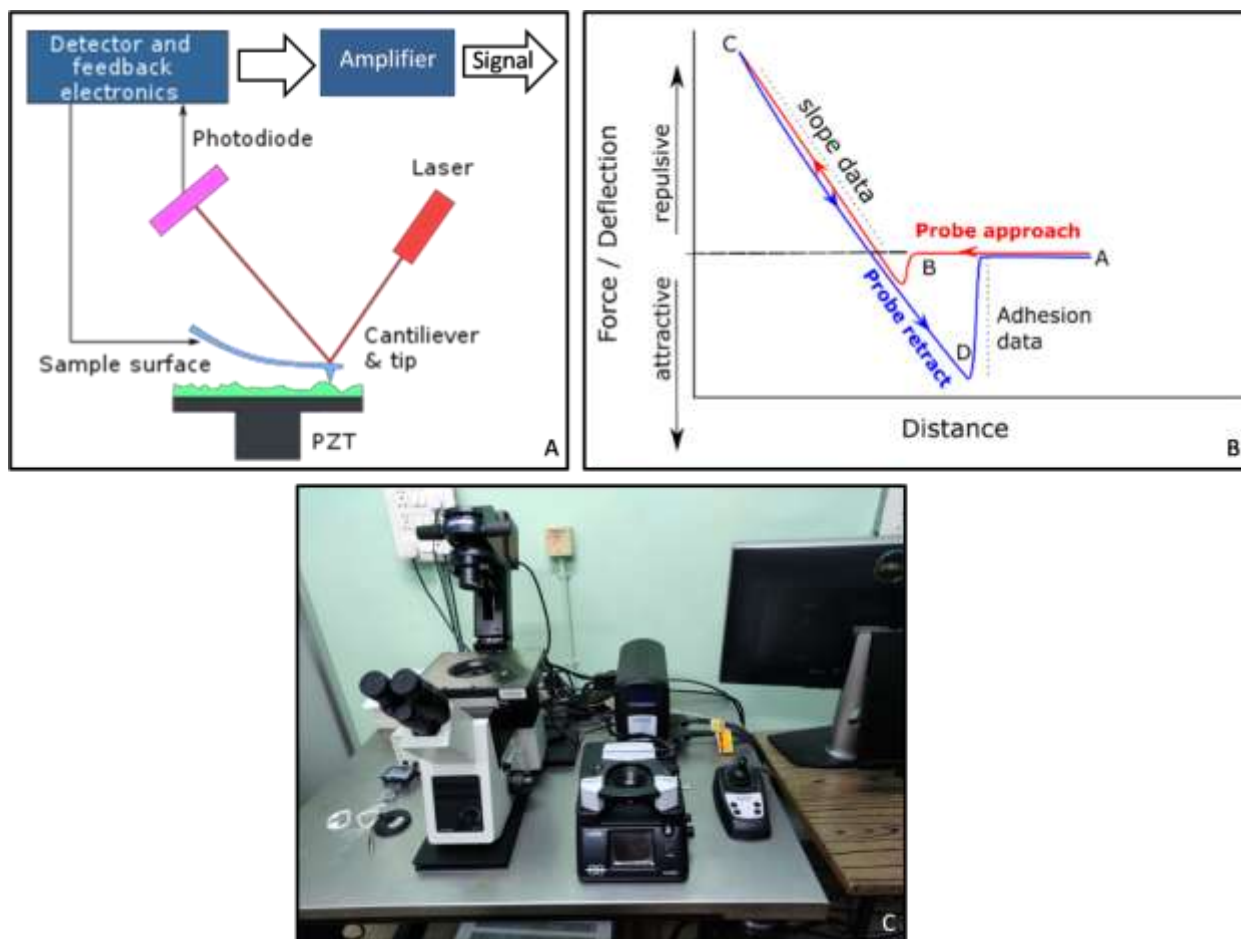 Detector and
feedback
electronics
Amplifier
Signal
Photodiode
Laser
Cantiliever
& tip
Sample surface
PZT
A
Force / Deflection
repulsive
attractive
C
slope data
Probe approach
B
A
Probe retract
D
Adhesion
data
Distance
B
C